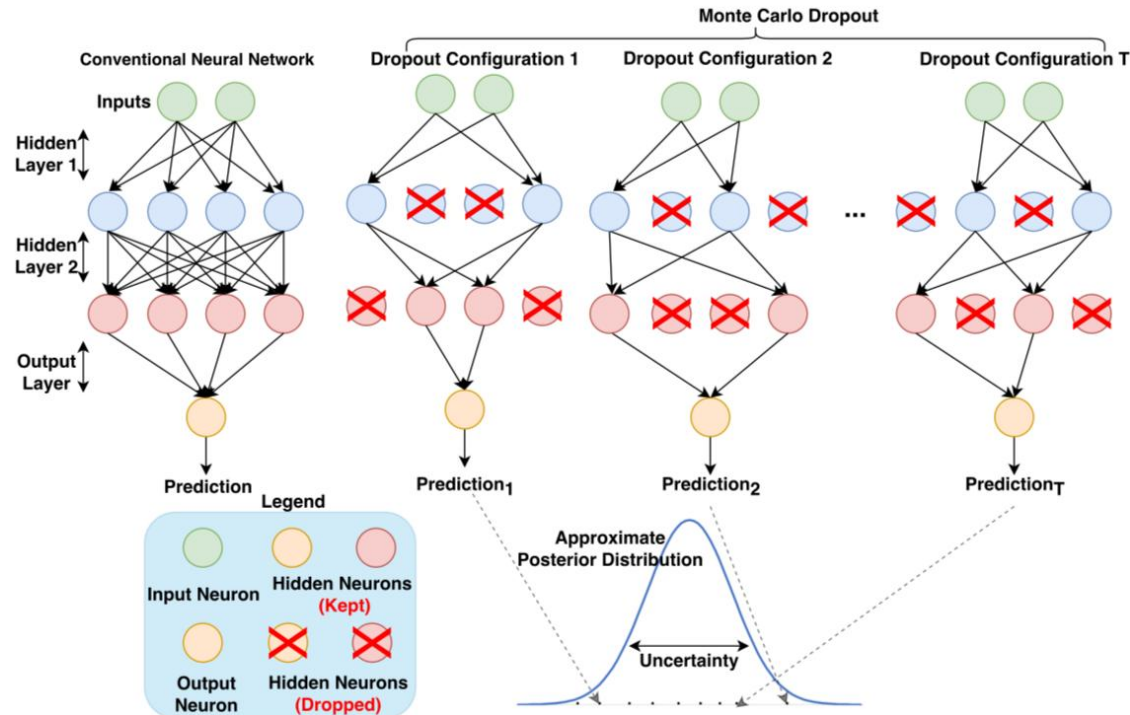 Monte Carlo Dropout
Conventional Neural Network
Dropout Configuration 1
Dropout Configuration 2
Dropout Configuration T
Inputs
Hidden
Layer 1
Hidden
Layer 2
...
Output
Layer
Prediction
Prediction1
Prediction2
PredictionT
Legend
Input Neuron
Hidden Neurons
(Kept)
Output
Neuron
Hidden Neurons
(Dropped)
Approximate
Posterior Distribution
Uncertainty